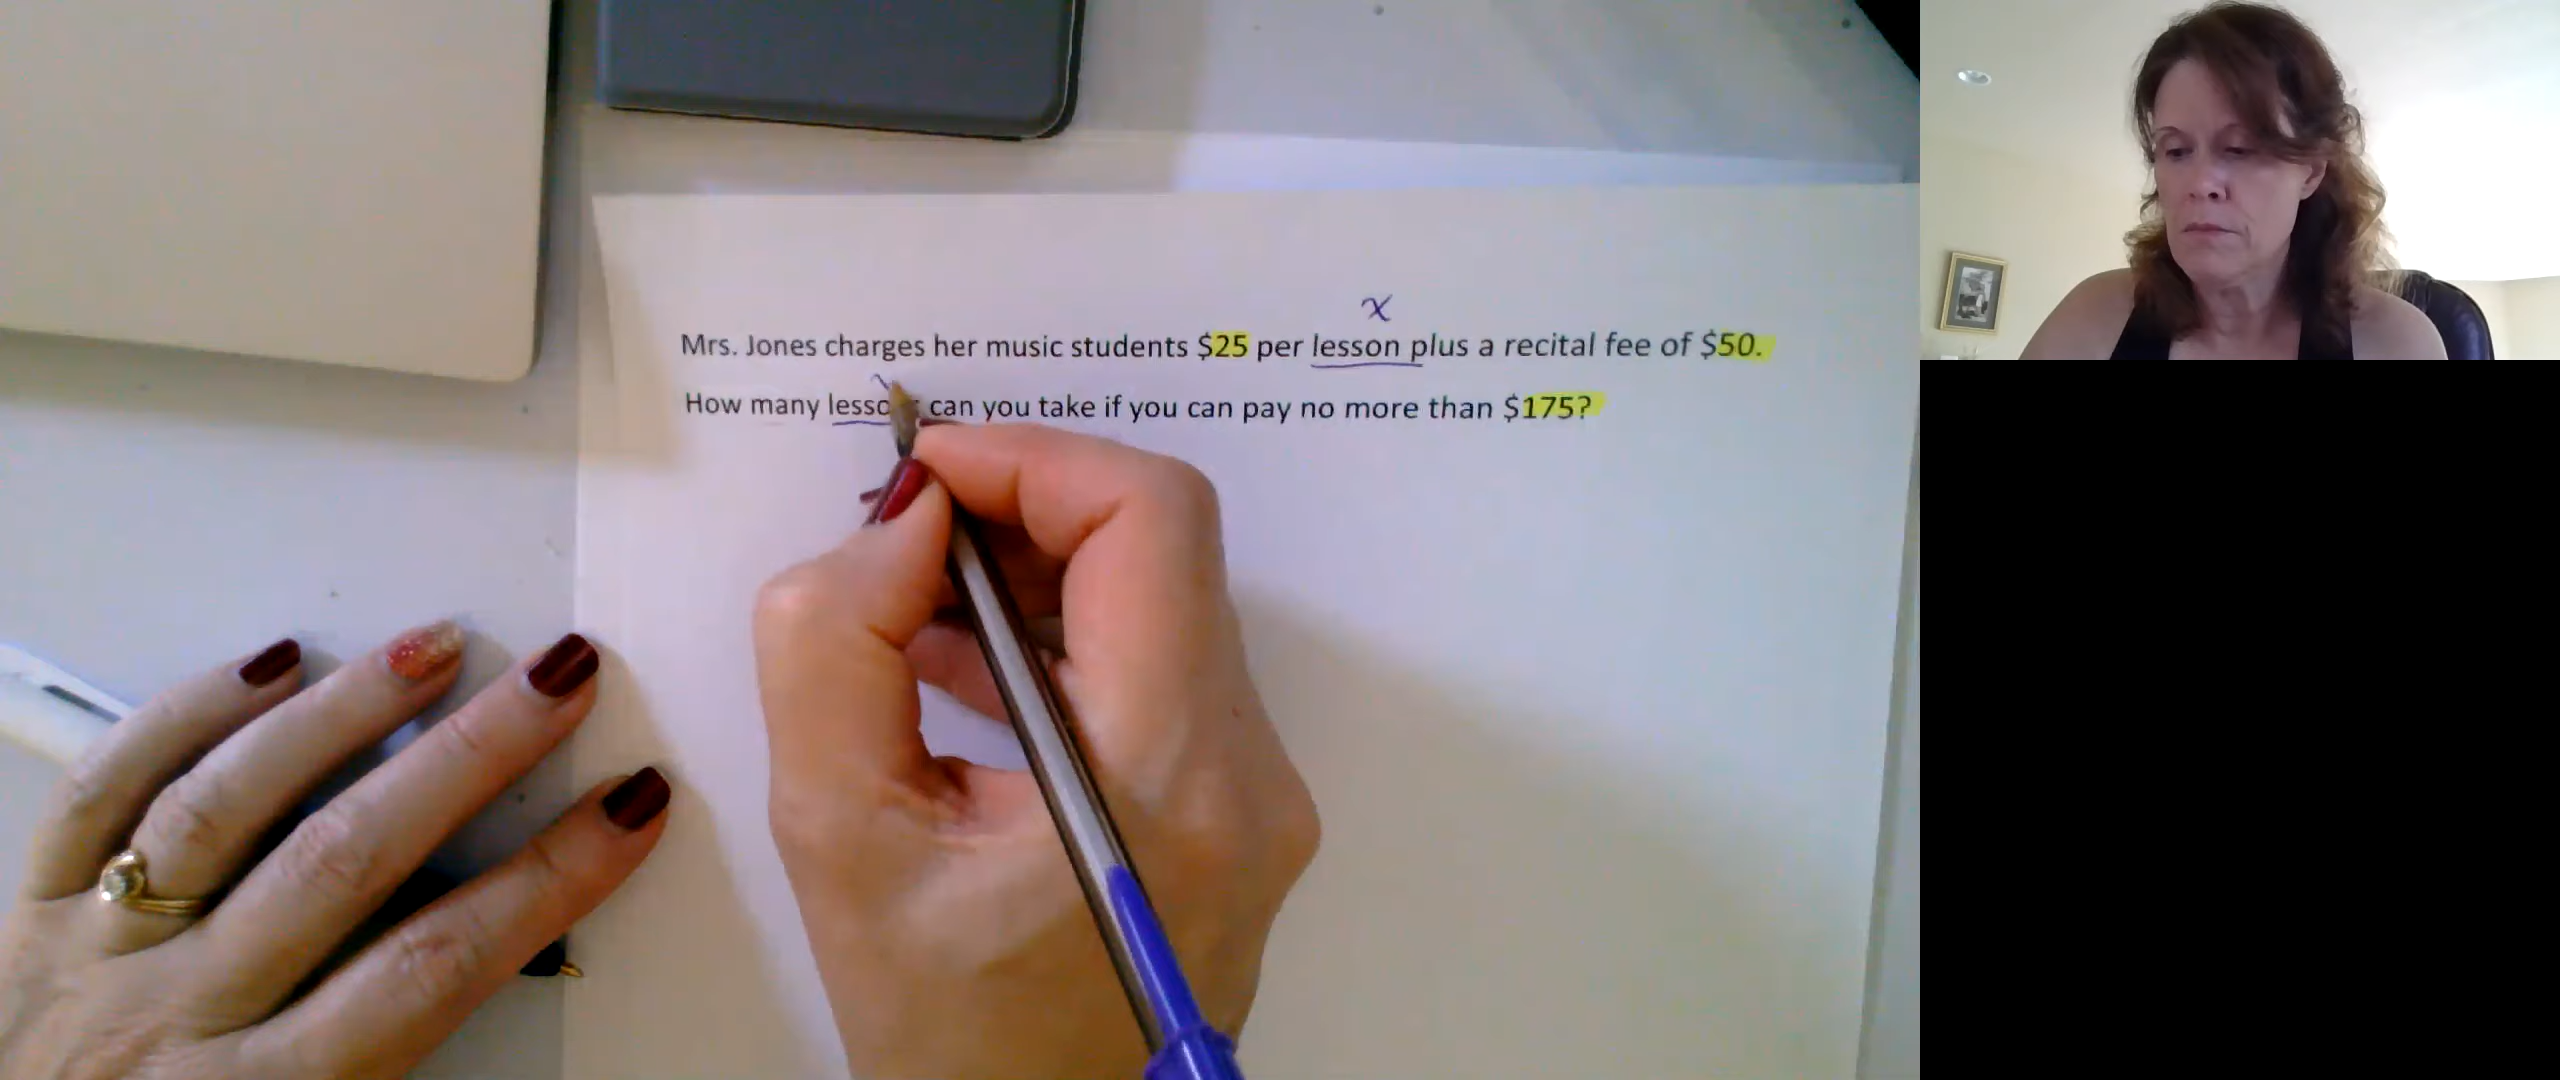 x
Mrs. Jones charges her music students $25 per lesson plus a recital fee of $50.
How many can you take if you can pay no more than $175?